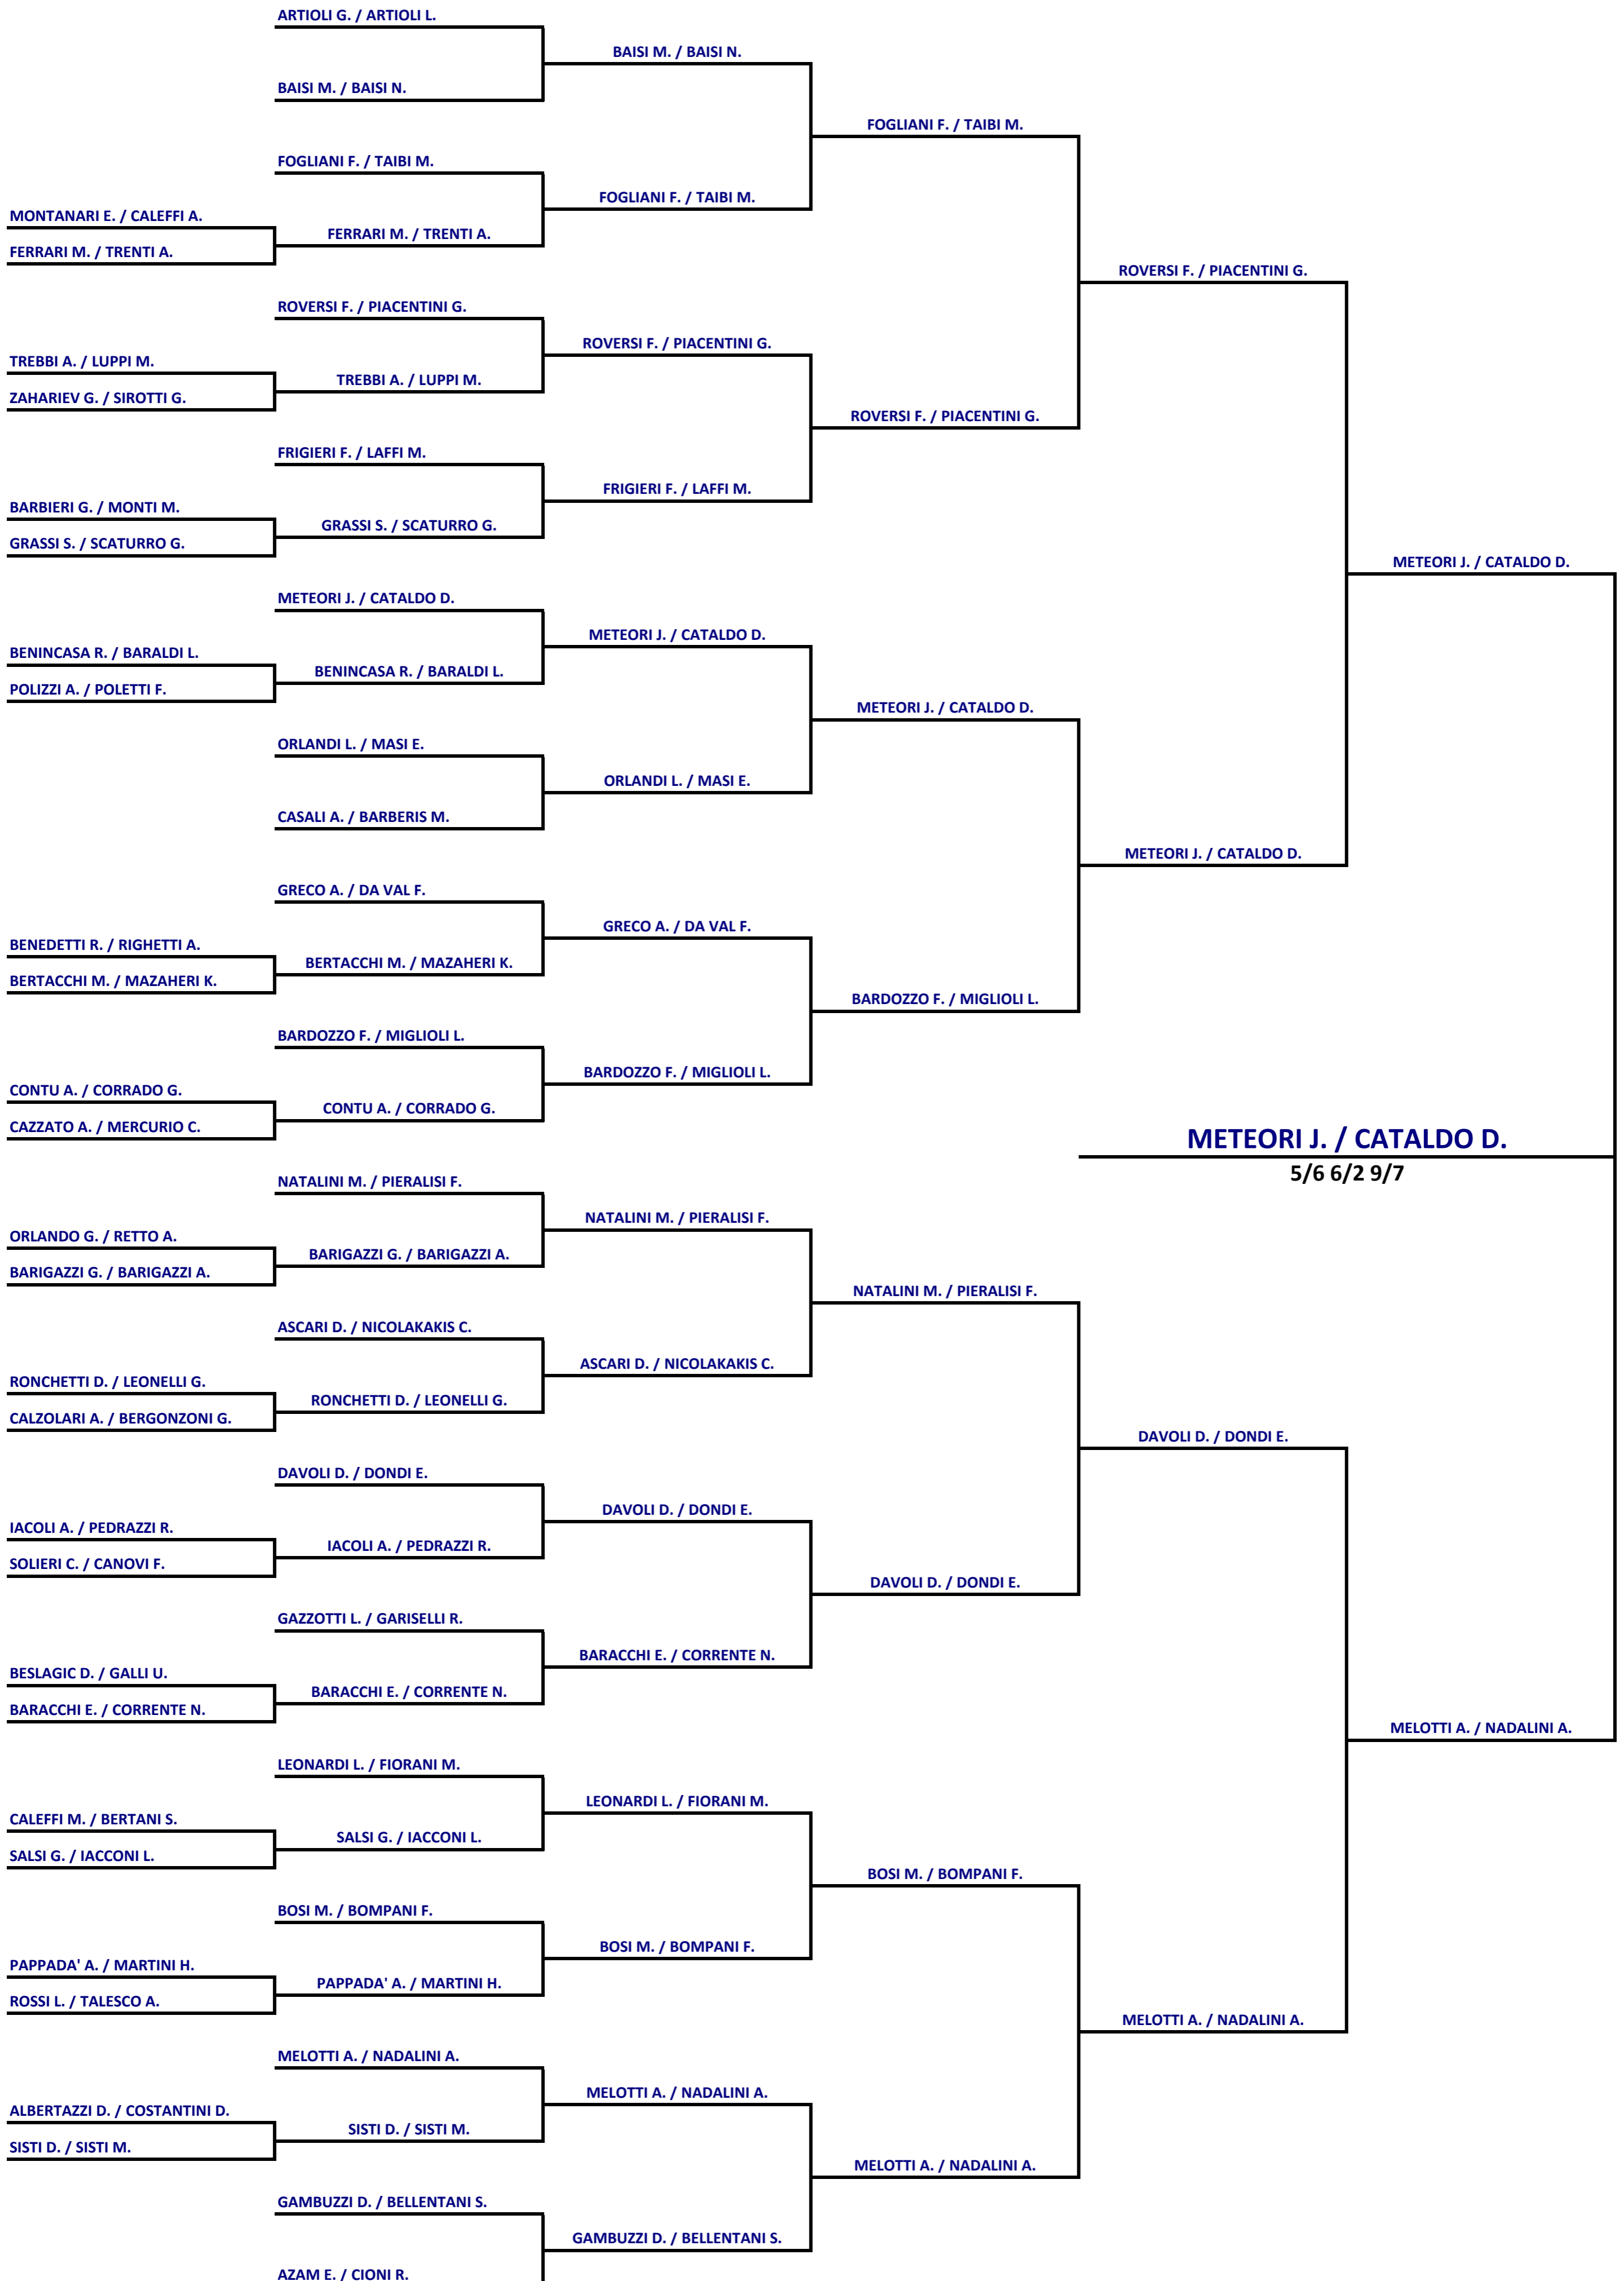 ARTIOLI G. / ARTIOLI L.
BAISI M. / BAISI N.
BAISI M. / BAISI N.
FOGLIANI F. / TAIBI M.
FOGLIANI F. / TAIBI M.
FOGLIANI F. / TAIBI M.
MONTANARI E. / CALEFFI A.
FERRARI M. / TRENTI A.
FERRARI M. / TRENTI A.
ROVERSI F. / PIACENTINI G.
ROVERSI F. / PIACENTINI G.
ROVERSI F. / PIACENTINI G.
TREBBI A. / LUPPI M.
TREBBI A. / LUPPI M.
ZAHARIEV G. / SIROTTI G.
ROVERSI F. / PIACENTINI G.
FRIGIERI F. / LAFFI M.
FRIGIERI F. / LAFFI M.
BARBIERI G. / MONTI M.
GRASSI S. / SCATURRO G.
GRASSI S. / SCATURRO G.
METEORI J. / CATALDO D.
METEORI J. / CATALDO D.
METEORI J. / CATALDO D.
BENINCASA R. / BARALDI L.
BENINCASA R. / BARALDI L.
POLIZZI A. / POLETTI F.
METEORI J. / CATALDO D.
ORLANDI L. / MASI E.
ORLANDI L. / MASI E.
CASALI A. / BARBERIS M.
METEORI J. / CATALDO D.
GRECO A. / DA VAL F.
GRECO A. / DA VAL F.
BENEDETTI R. / RIGHETTI A.
BERTACCHI M. / MAZAHERI K.
BERTACCHI M. / MAZAHERI K.
BARDOZZO F. / MIGLIOLI L.
BARDOZZO F. / MIGLIOLI L.
BARDOZZO F. / MIGLIOLI L.
CONTU A. / CORRADO G.
CONTU A. / CORRADO G.
CAZZATO A. / MERCURIO C.
METEORI J. / CATALDO D.
5/6 6/2 9/7
NATALINI M. / PIERALISI F.
NATALINI M. / PIERALISI F.
ORLANDO G. / RETTO A.
BARIGAZZI G. / BARIGAZZI A.
BARIGAZZI G. / BARIGAZZI A.
NATALINI M. / PIERALISI F.
ASCARI D. / NICOLAKAKIS C.
ASCARI D. / NICOLAKAKIS C.
RONCHETTI D. / LEONELLI G.
RONCHETTI D. / LEONELLI G.
CALZOLARI A. / BERGONZONI G.
DAVOLI D. / DONDI E.
DAVOLI D. / DONDI E.
DAVOLI D. / DONDI E.
IACOLI A. / PEDRAZZI R.
IACOLI A. / PEDRAZZI R.
SOLIERI C. / CANOVI F.
DAVOLI D. / DONDI E.
GAZZOTTI L. / GARISELLI R.
BARACCHI E. / CORRENTE N.
BESLAGIC D. / GALLI U.
BARACCHI E. / CORRENTE N.
BARACCHI E. / CORRENTE N.
MELOTTI A. / NADALINI A.
LEONARDI L. / FIORANI M.
LEONARDI L. / FIORANI M.
CALEFFI M. / BERTANI S.
SALSI G. / IACCONI L.
SALSI G. / IACCONI L.
BOSI M. / BOMPANI F.
BOSI M. / BOMPANI F.
BOSI M. / BOMPANI F.
PAPPADA' A. / MARTINI H.
PAPPADA' A. / MARTINI H.
ROSSI L. / TALESCO A.
MELOTTI A. / NADALINI A.
MELOTTI A. / NADALINI A.
MELOTTI A. / NADALINI A.
ALBERTAZZI D. / COSTANTINI D.
SISTI D. / SISTI M.
SISTI D. / SISTI M.
MELOTTI A. / NADALINI A.
GAMBUZZI D. / BELLENTANI S.
GAMBUZZI D. / BELLENTANI S.
AZAM E. / CIONI R.